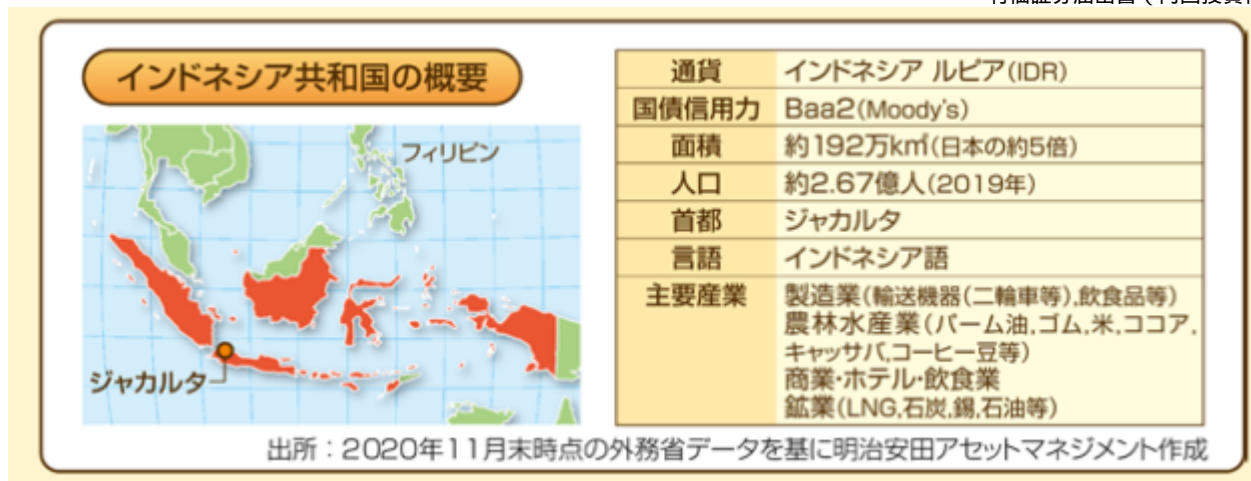 インドネシア共和国の概要
フィリピン
ジャカルタ
通貨 インドネシア ルピア(IDR)
国債信用力 Baa2(Moody's)
面積 約192万km²(日本の約5倍)
人口 約2.67億人(2019年)
首都 ジャカルタ
言語 インドネシア語
主要産業 製造業(輸送機器(二輪車等),飲食品等)
農林水産業(パーム油,ゴム,米,ココア,
キャッサバ,コーヒー豆等)
商業・ホテル・飲食業
鉱業(LNG,石炭,錫,石油等)
出所：2020年11月末時点の外務省データを基に明治安田アセットマネジメント作成